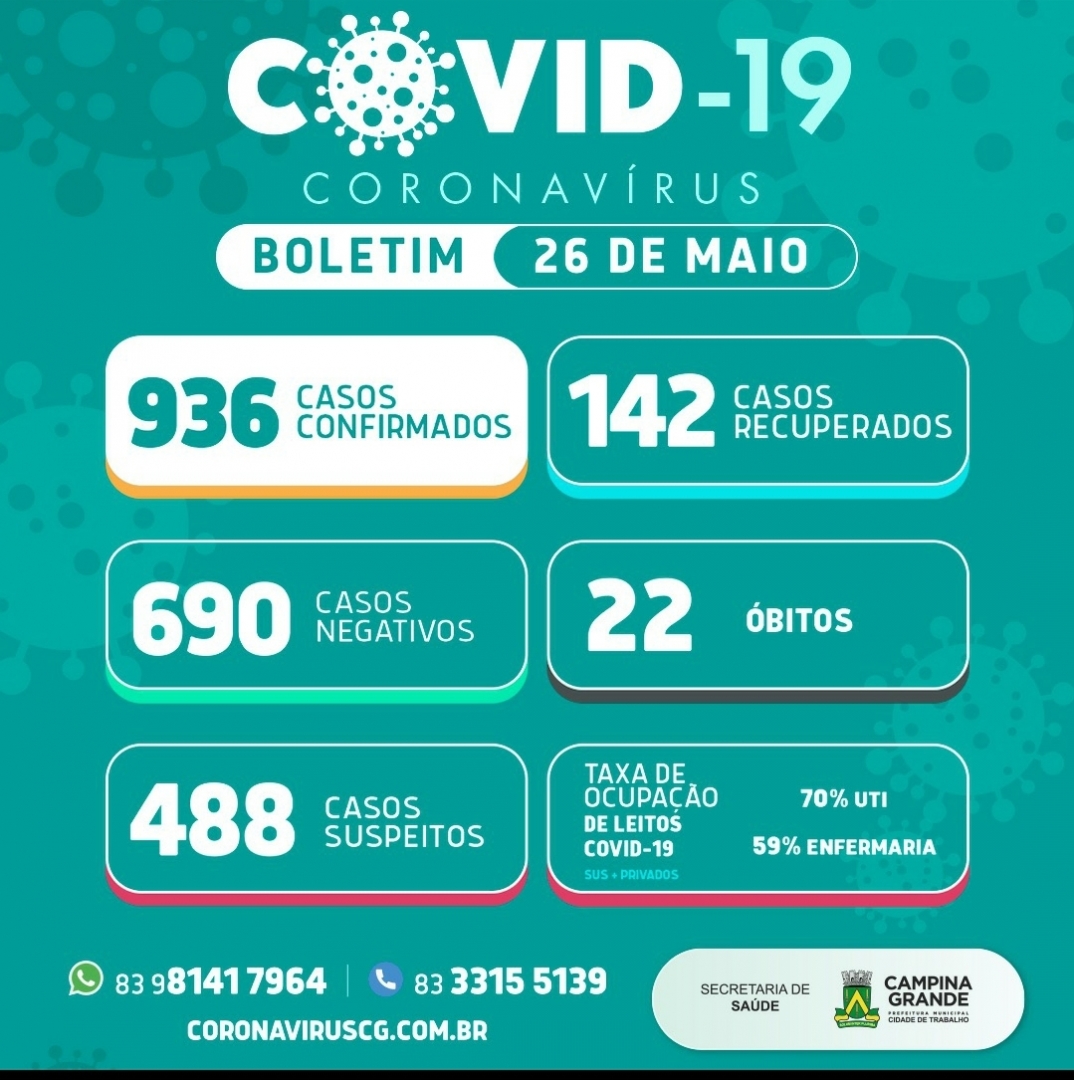 COVID-19
CORONAVÍRUS
BOLETIM 26 DE MAIO
936 CASOS
CONFIRMADOS
142 CASOS
RECUPERADOS
690 CASOS
NEGATIVOS
22 ÓBITOS
488 CASOS
SUSPEITOS
TAXA DE
OCUPAÇÃO
DE LEITOS
COVID-19
SUS + PRIVADOS
70% UTI
59% ENFERMARIA
83 981417964 83 3315 5139
CORONAVIRUSCG.COM.BR
SECRETARIA DE
SAÚDE
CAMPINA
GRANDE
PREFEITURA MUNICIPAL
CIDADE DE TRABALHO